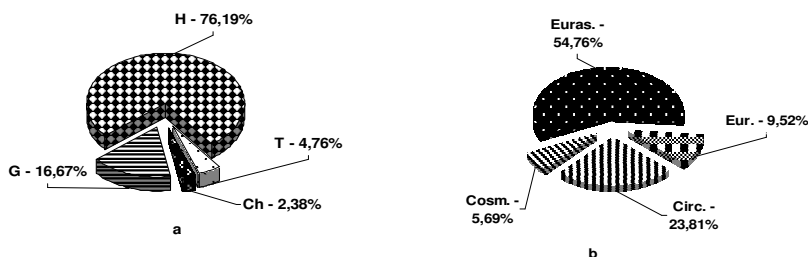 H - 76,19%
T - 4,76%
G - 16,67%
Ch - 2,38%
a
Euras. -
54,76%
Eur. - 9,52%
Cosm. -
5,69%
Circ. -
23,81%
b